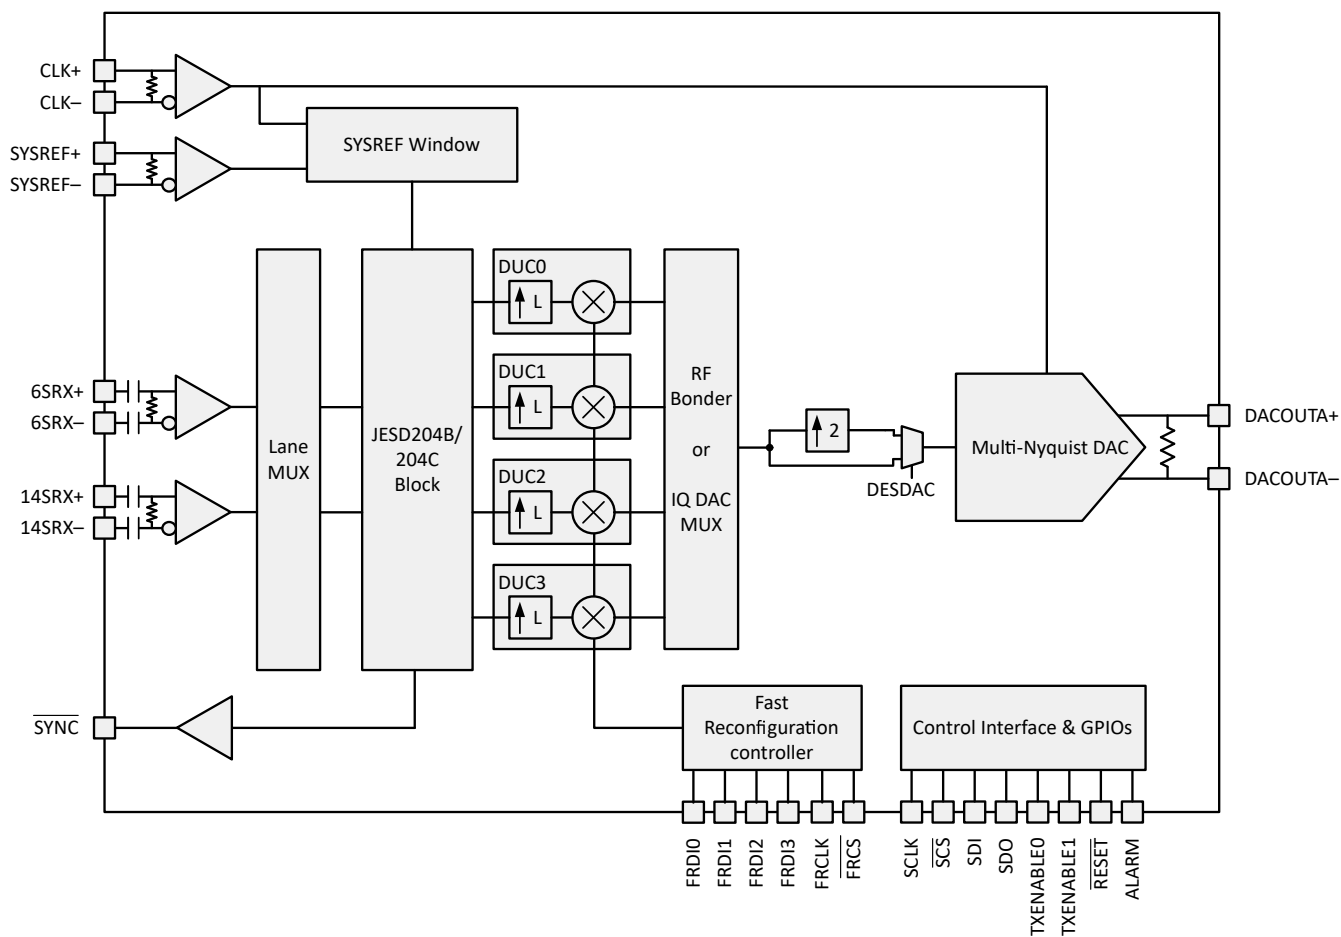 CLK+
CLK–
SYSREF+
SYSREF–
SYSREF Window
6SRX+
6SRX–
14SRX+
14SRX–
SYNC
Lane
MUX
JESD204B/
204C
Block
DUC0
L
DUC1
L
DUC2
L
DUC3
L
RF
Bonder
or
IQ DAC
MUX
2
DESDAC
Multi-Nyquist DAC
DACOUTA+
DACOUTA–
Fast
Reconfiguration
controller
Control Interface & GPIOs
FRDI0
FRDI1
FRDI2
FRDI3
FRCLK
FRCS
SCLK
SCS
SDI
SDO
TXENABLE0
TXENABLE1
RESET
ALARM